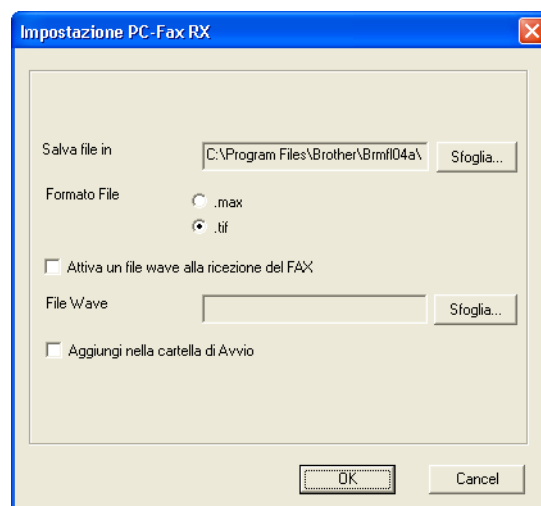 Impostazione PC-Fax RX
Salva file in C:\Program Files\Brother\Brmfl04a\ Sfoglia...
Formato File .max
.tif
Attiva un file wave alla ricezione del FAX
File Wave Sfoglia...
Aggiungi nella cartella di Avvio
OK Cancel